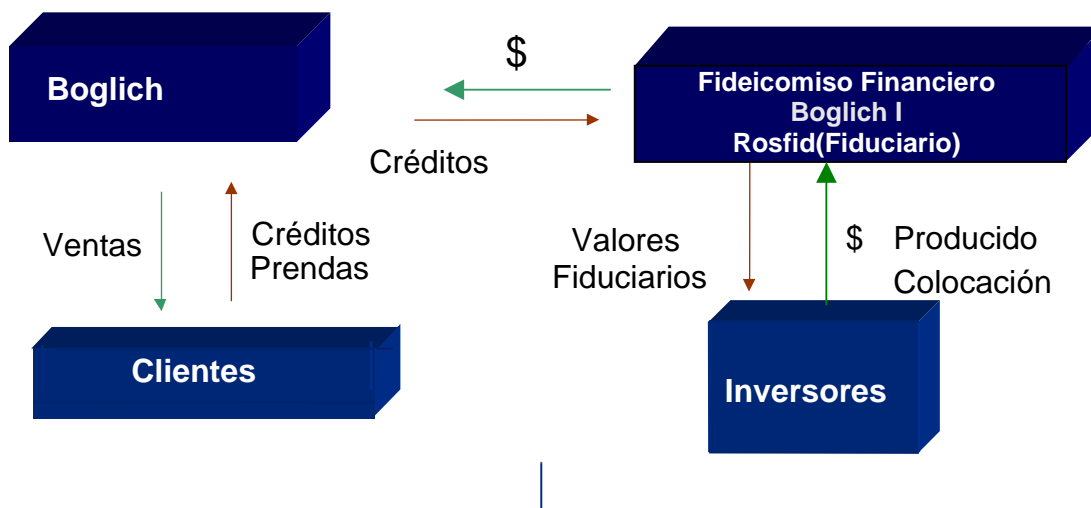 Boglich
$
Fideicomiso Financiero
Boglich I
Rosfid(Fiduciario)
Créditos
Ventas
Créditos
Prendas
Valores
Fiduciarios
$ Producido
Colocación
Clientes
Inversores